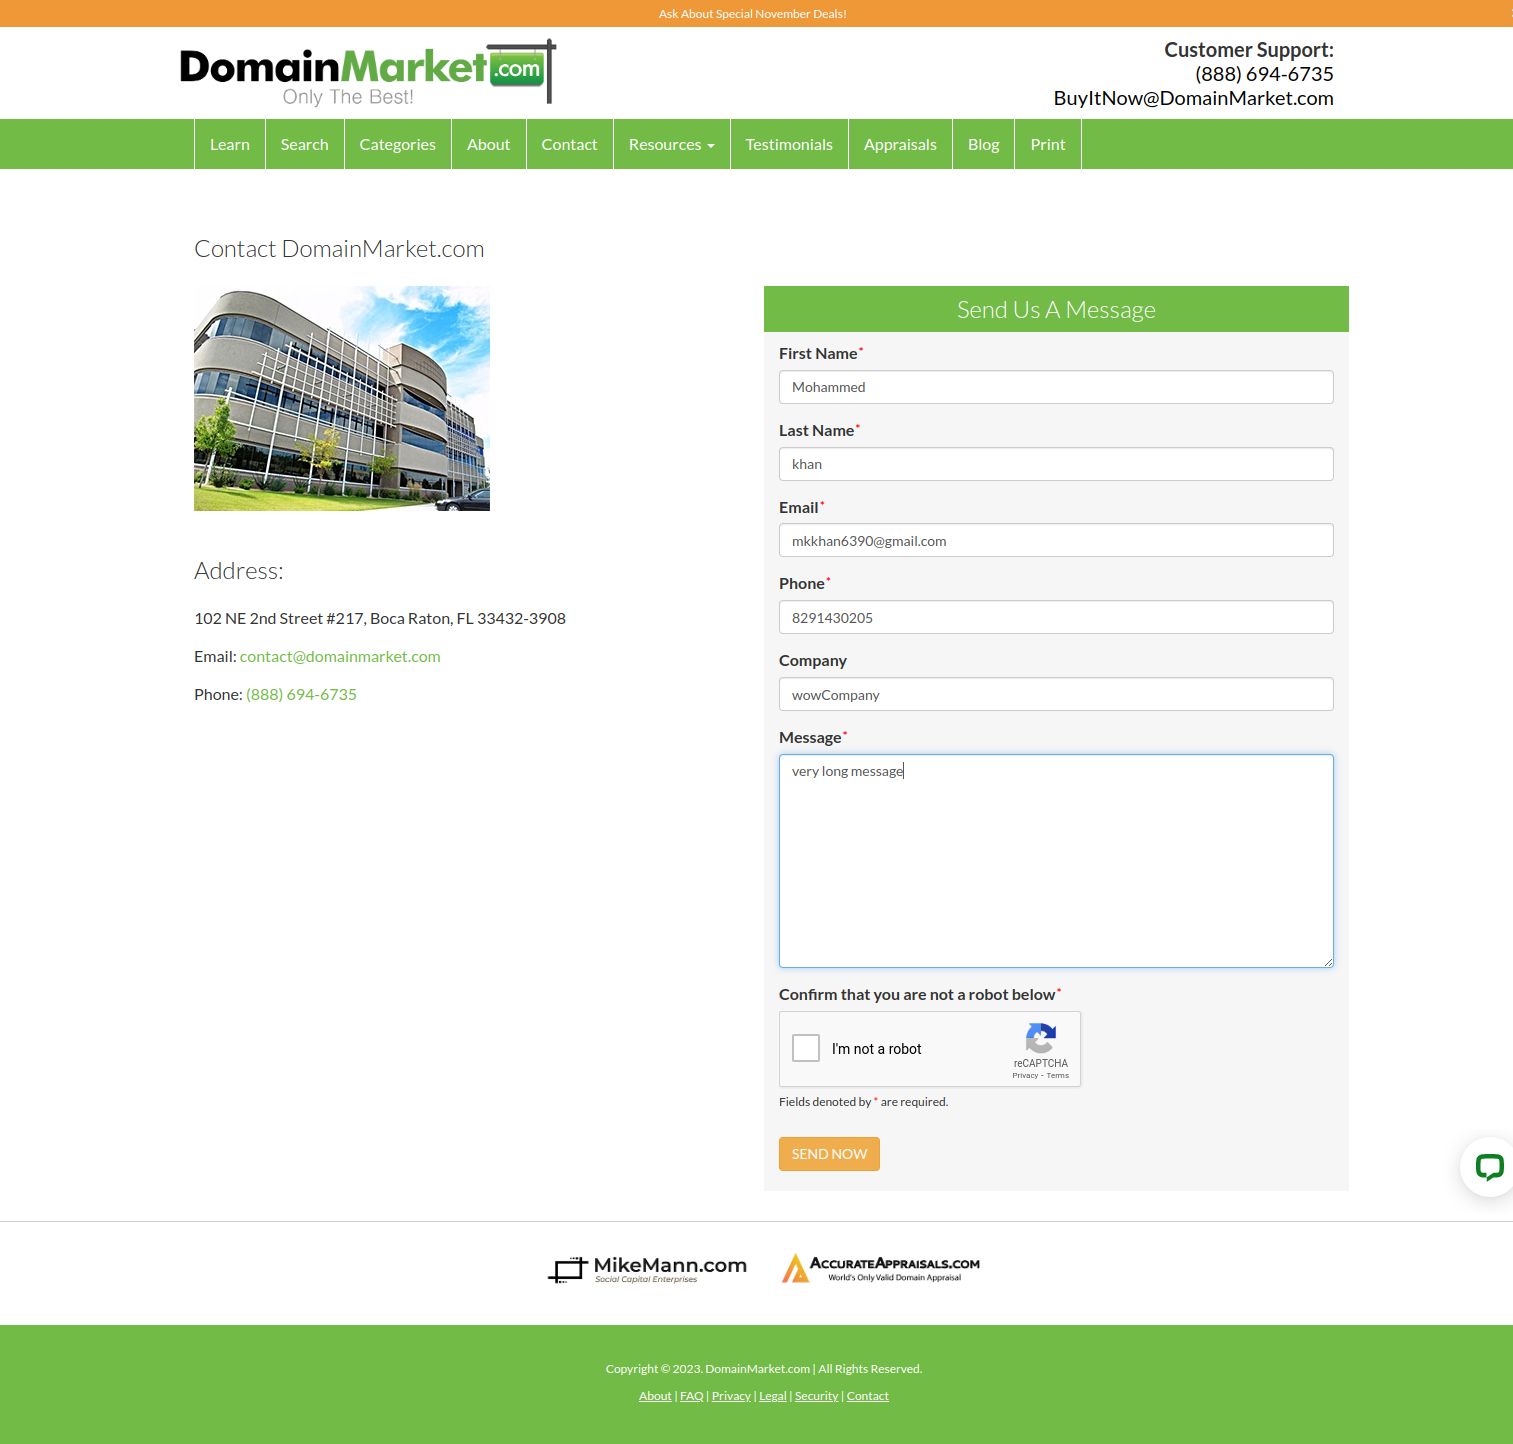 Ask About Special November Deals!
DomainMarket.com
Only The Best!
Customer Support:
(888) 694-6735
BuyItNow@DomainMarket.com
Learn Search Categories About Contact Resources Testimonials Appraisals Blog Print
Contact DomainMarket.com
Address:
102 NE 2nd Street #217, Boca Raton, FL 33432-3908
Email: contact@domainmarket.com
Phone: (888) 694-6735
Send Us A Message
First Name*
Mohammed
Last Name*
khan
Email*
mkkhan6390@gmail.com
Phone*
8291430205
Company
wowCompany
Message*
very long message
Confirm that you are not a robot below*
I'm not a robot
reCAPTCHA
Privacy - Terms
Fields denoted by * are required.
SEND NOW
MikeMann.com
Social Capital Enterprises
ACCURATEAPPRAISALS.COM
World's Only Valid Domain Appraisal
Copyright © 2023. DomainMarket.com | All Rights Reserved.
About | FAQ | Privacy | Legal | Security | Contact